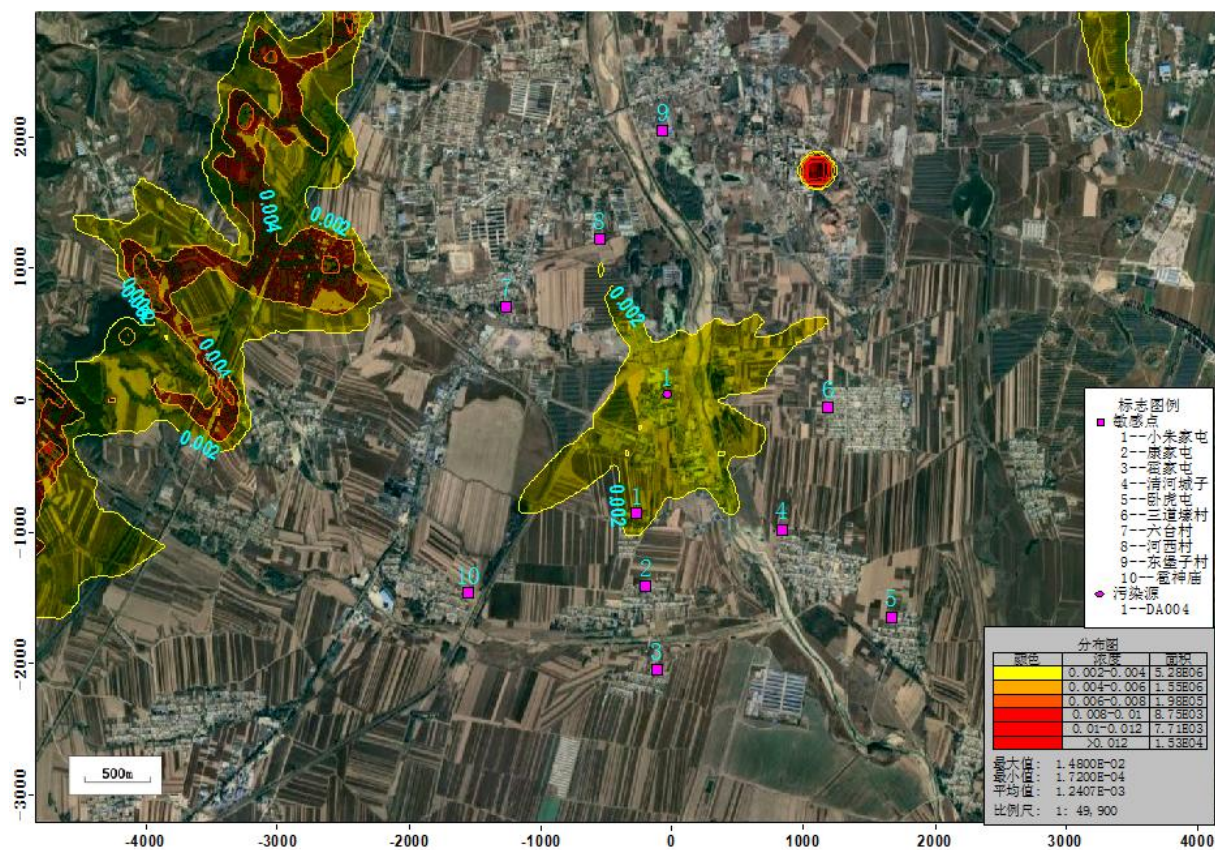 9
8
7
1
6
1
4
10
2
5
3
0.002
0.004
0.002
0.004
0.002
0.002
0.002
2000
1000
0
-1000
-2000
-3000
-4000
-3000
-2000
-1000
0
1000
2000
3000
4000
500m
标志图例
敏感点
1--小朱家屯
2--康家屯
3--霍家屯
4--清河城子
5--卧虎屯
6--三道壕村
7--六台村
8--河西村
9--东堡子村
10--雹神庙
污染源
1--DA004
分布图
颜色 浓度 面积
0.002-0.004 5.28E06
0.004-0.006 1.55E06
0.006-0.008 1.98E05
0.008-0.01 8.75E03
0.01-0.012 7.71E03
>0.012 1.53E04
最大值: 1.4800E-02
最小值: 1.7200E-04
平均值: 1.2407E-03
比例尺: 1: 49,900